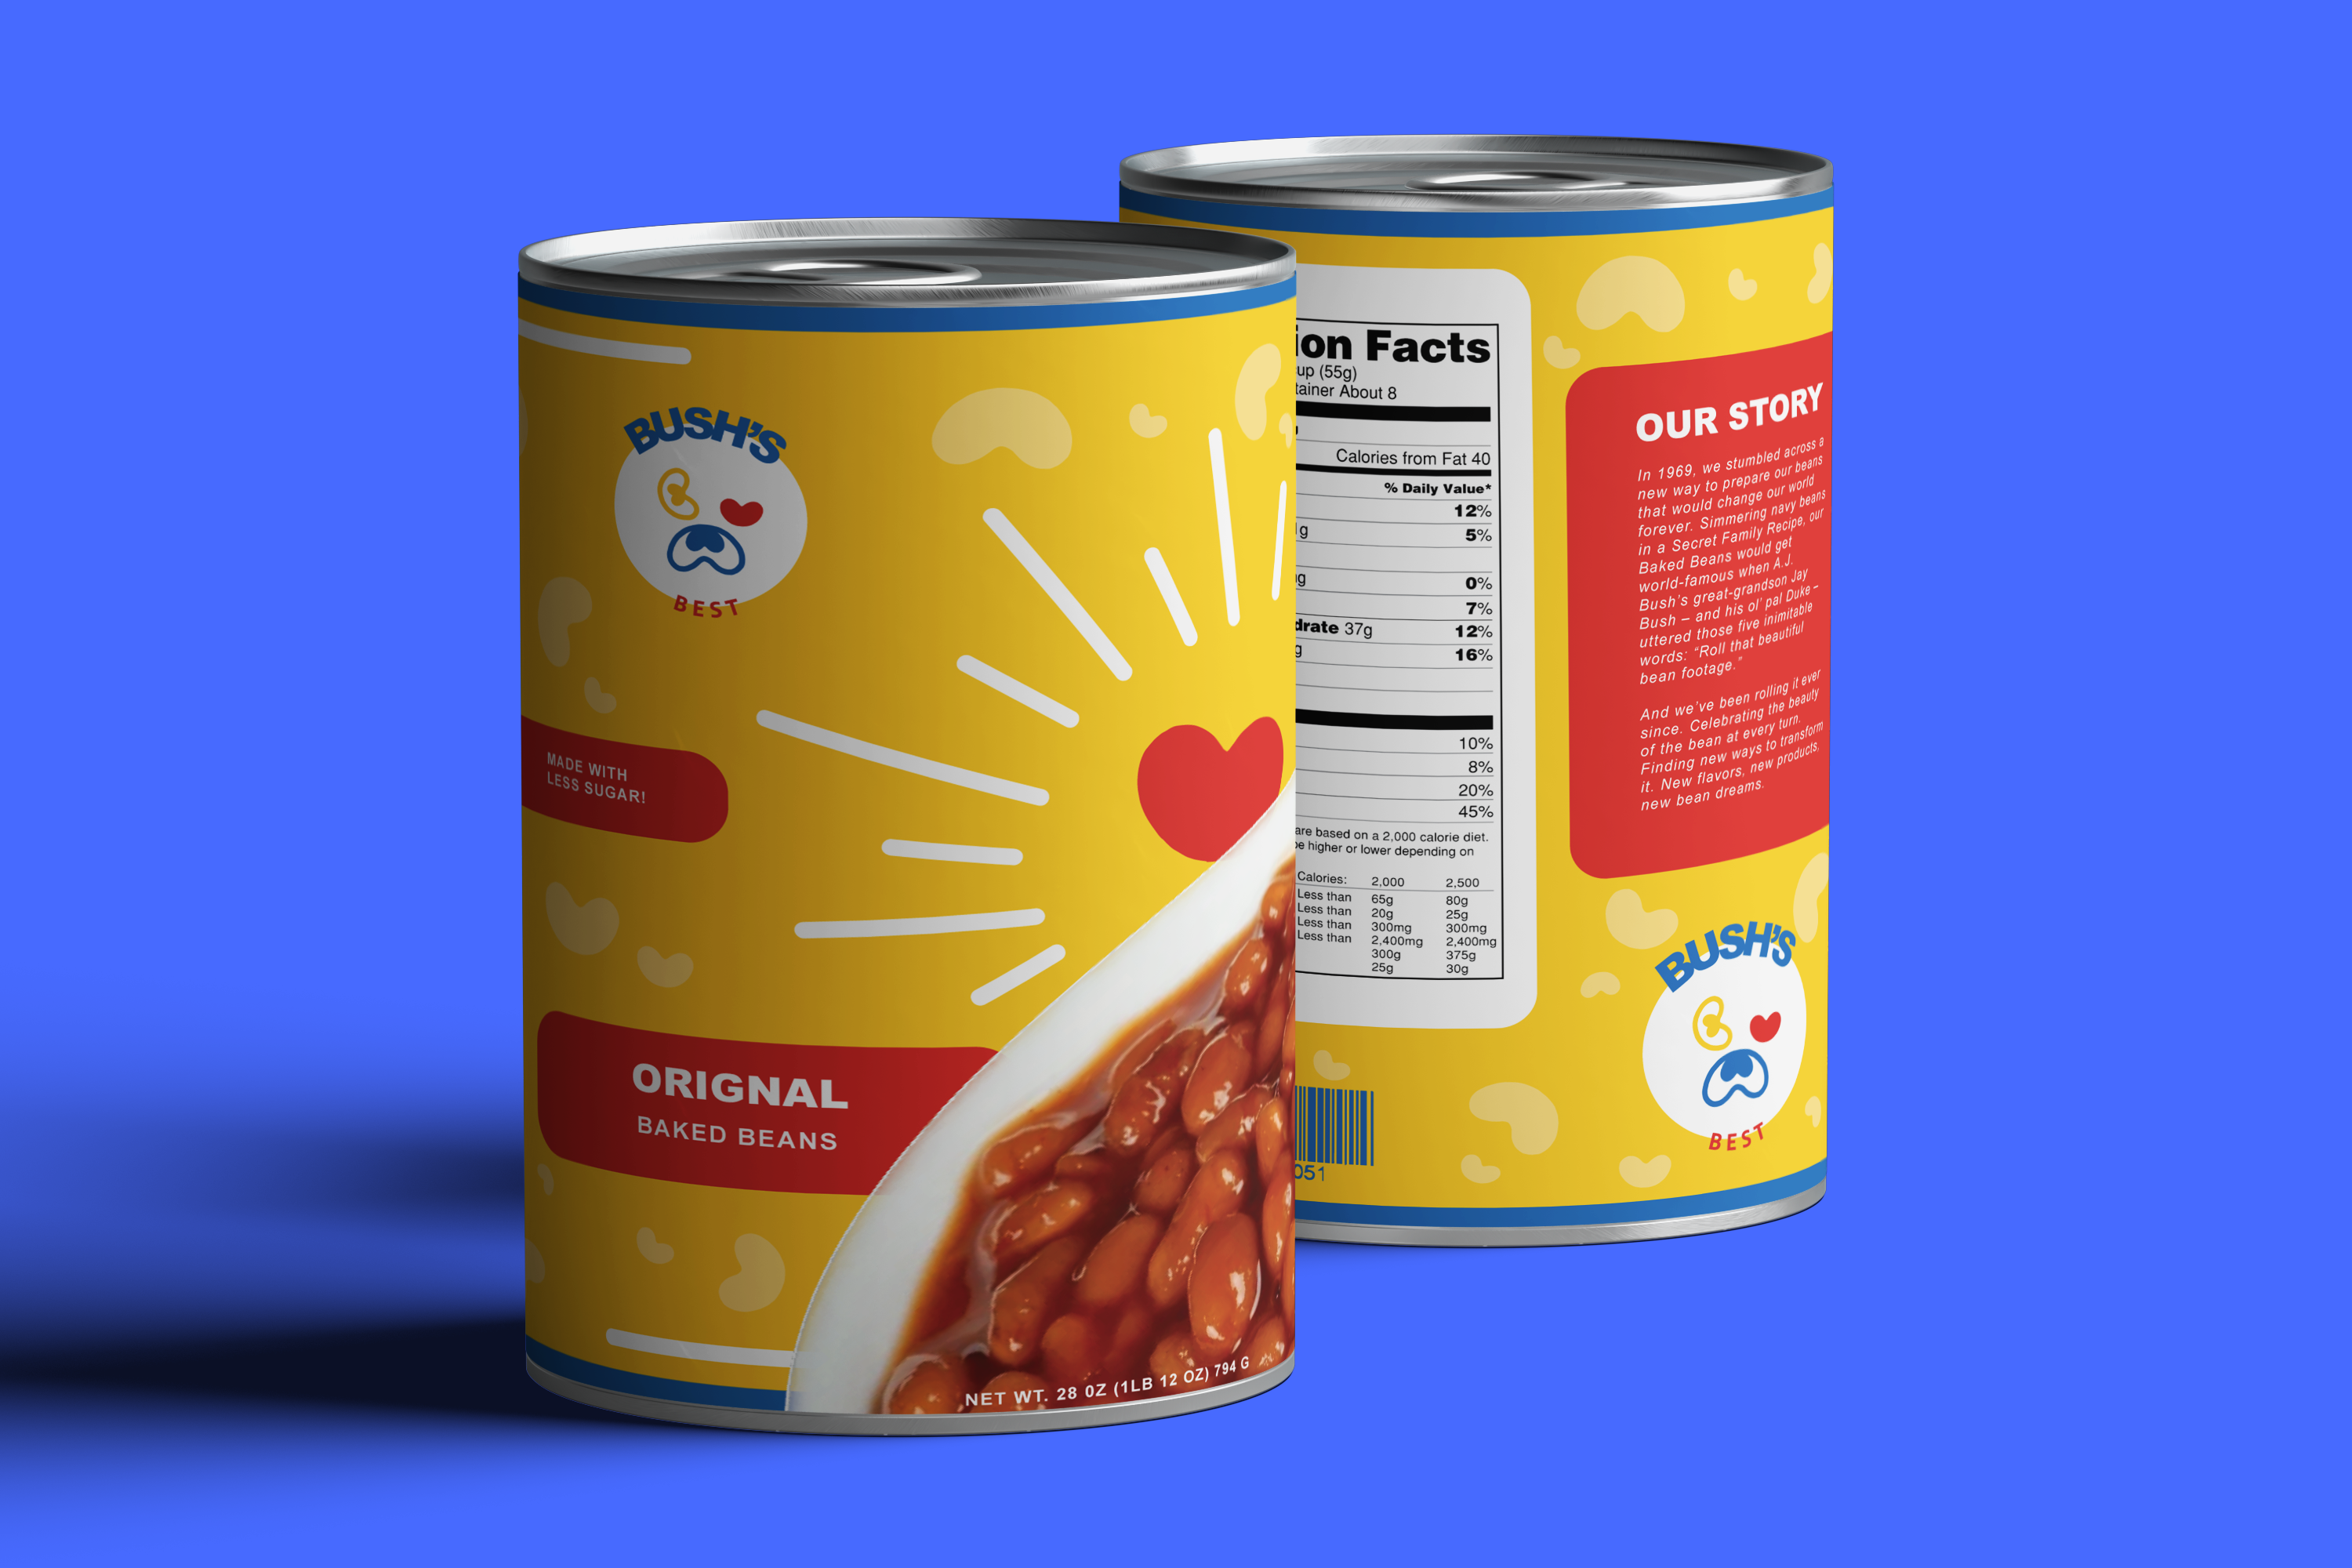 BUSH'S
BEST
MADE WITH
LESS SUGAR!
ORIGNAL
BAKED BEANS
NET WT. 28 0Z (1LB 12 OZ) 794 G
ion Facts
up (55g)
tainer About 8
Calories from Fat 40
% Daily Value*
12%
g 5%
0%
7%
drate 37g 12%
g 16%
10%
8%
20%
45%
are based on a 2,000 calorie diet.
be higher or lower depending on
Calories: 2,000 2,500
Less than 65g 80g
Less than 20g 25g
Less than 300mg 300mg
Less than 2,400mg 2,400mg
300g 375g
25g 30g
051
OUR STORY
In 1969, we stumbled across a
new way to prepare our beans
that would change our world
forever. Simmering navy beans
in a Secret Family Recipe, our
Baked Beans would get
world-famous when A.J.
Bush's great-grandson Jay
Bush – and his ol' pal Duke –
uttered those five inimitable
words: "Roll that beautiful
bean footage."
And we've been rolling it ever
since. Celebrating the beauty
of the bean at every turn.
Finding new ways to transform
it. New flavors, new products,
new bean dreams.
BUSH'S
BEST